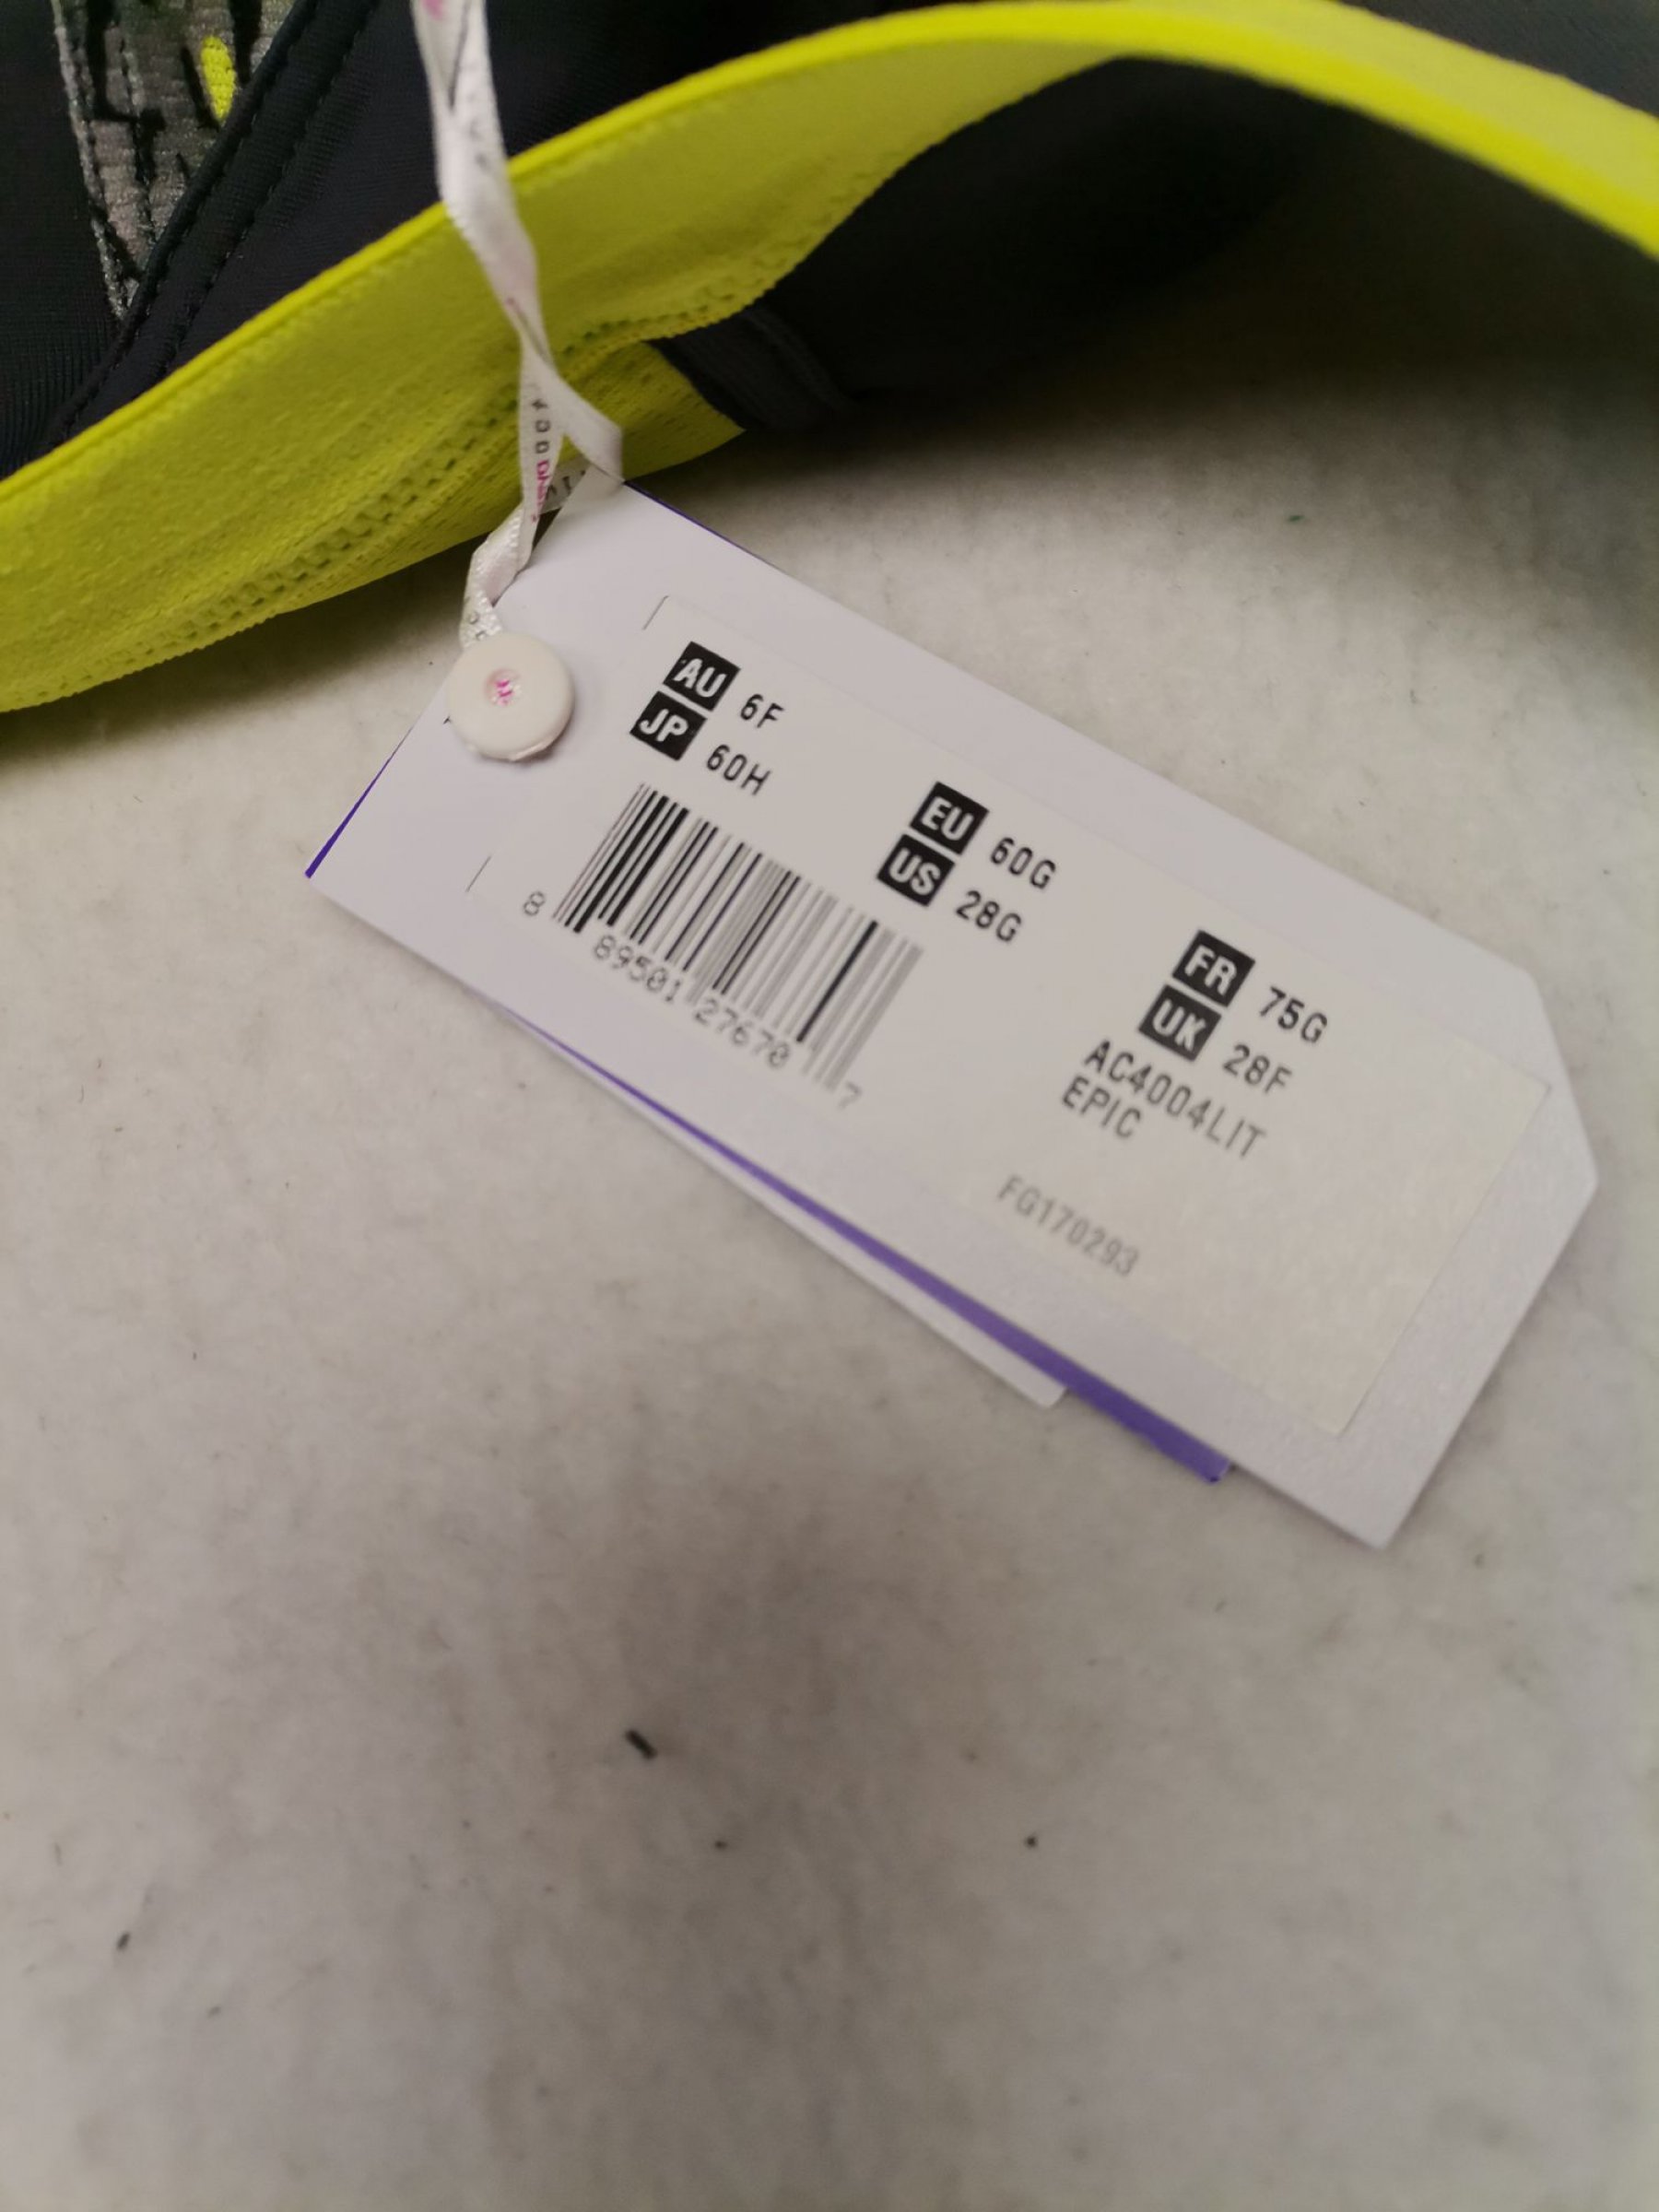 AU 6F
JP 60H
EU 60G
US 28G
FR 75G
UK 28F
AC4004LIT
EPIC
8 89501 27670 7
FG170293